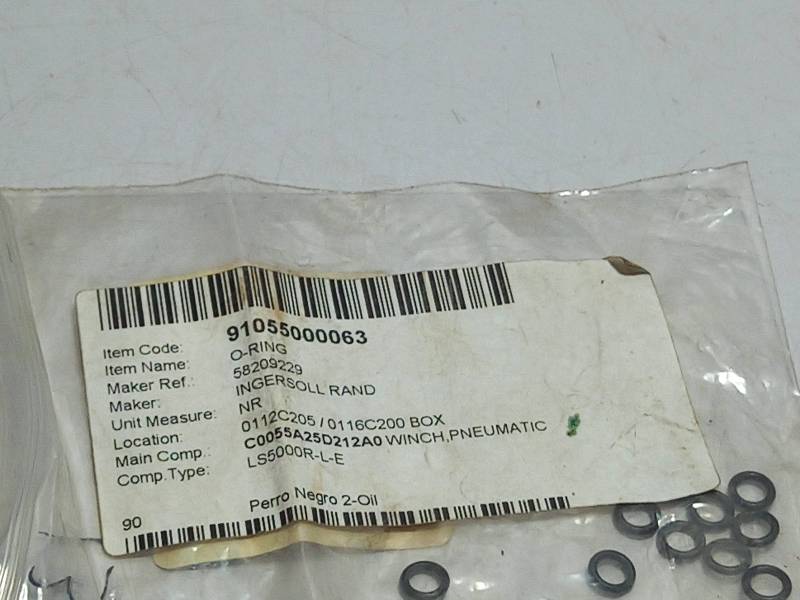 Item Code: 91055000063
Item Name: O-RING
Maker Ref.: 58209229
Maker: INGERSOLL RAND
Unit Measure: NR
Location: 0112C205 / 0116C200 BOX
Main Comp.: C0055A25D212A0 WINCH,PNEUMATIC
Comp.Type: LS5000R-L-E
90 Perro Negro 2-Oil